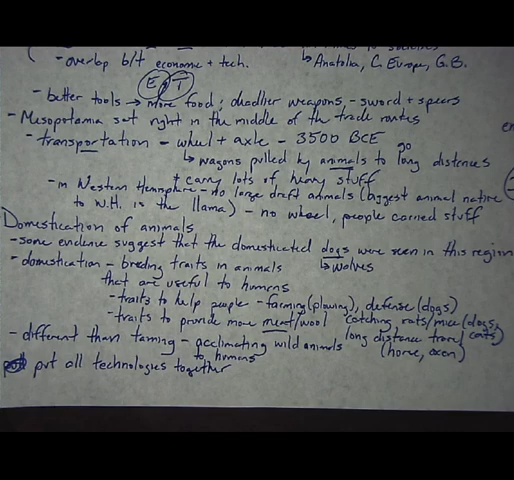 - overlap b/t econom + tech.
↳ Anatolia, C. Europe, G.B.
E T
- better tools → more food; deadlier weapons - sword + spears
- Mesopotamia sat right in the middle of the trade routes
- transportation - wheel + axle - 3500 BCE
↳ wagons pulled by animals to go long distances
+ carry lots of heavy stuff
- in Western Hemisphere - no large draft animals (biggest animal native
to W.H. is the llama) - no wheel, people carried stuff
Domestication of animals
- some evidence suggest that the domesticated dogs were seen in this region
↳ wolves
- domestication - breeding traits in animals
that are useful to humans
- traits to help people - farming (plowing), defense (dogs)
catching rats/mice (dogs, cats)
long distance travel
(horse, oxen)
- traits to provide more meat/wool
- different than taming - acclimating wild animals
to humans
put all technologies together